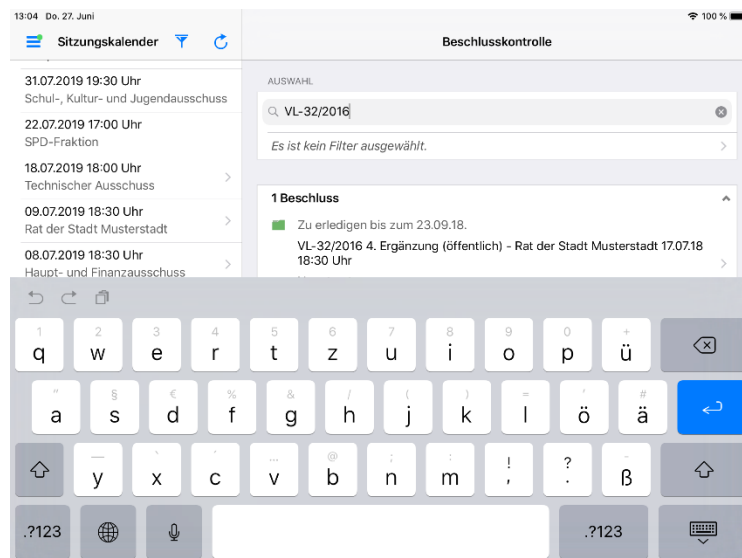 13:04 Do. 27. Juni
100 %
Sitzungskalender
Beschlusskontrolle
31.07.2019 19:30 Uhr
Schul-, Kultur- und Jugendausschuss
22.07.2019 17:00 Uhr
SPD-Fraktion
18.07.2019 18:00 Uhr
Technischer Ausschuss
09.07.2019 18:30 Uhr
Rat der Stadt Musterstadt
08.07.2019 18:30 Uhr
Haupt- und Finanzausschuss
AUSWAHL
VL-32/2016
Es ist kein Filter ausgewählt.
1 Beschluss
Zu erledigen bis zum 23.09.18.
VL-32/2016 4. Ergänzung (öffentlich) - Rat der Stadt Musterstadt 17.07.18
18:30 Uhr
1 2 3 4 5 6 7 8 9 0 +
q w e r t z u i o p ü
" § € % & / ( ) = ' #
a s d f g h j k l ö ä
— ` ´ ... @ ; : ! ? -
y x c v b n m , . ß
.?123 .?123